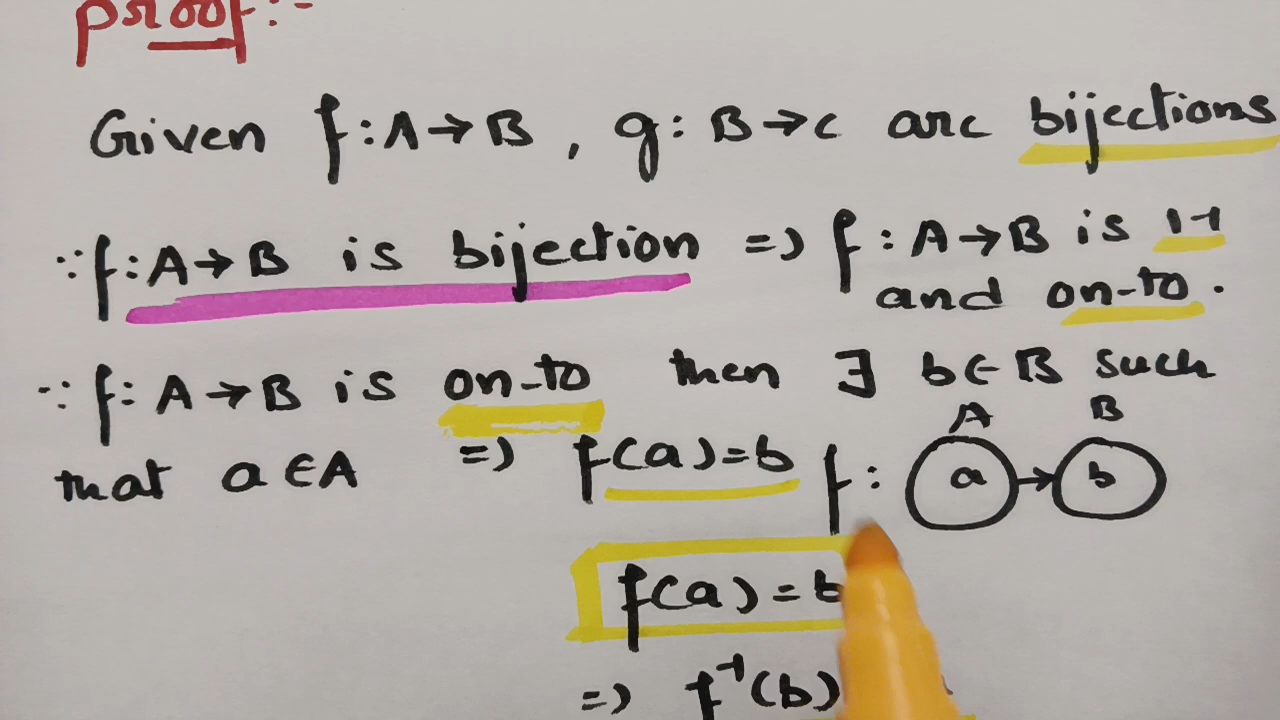 proof:-
Given f:A→B, g: B→c are bijections
∵f:A→B is bijection =) f:A→B is 1-1
and on-to.
∵ f: A→B is on-to then ∃ b∈B such
A B
that a∈A =) f(a)=b f: a → b
f(a)=b
=) f⁻¹(b)